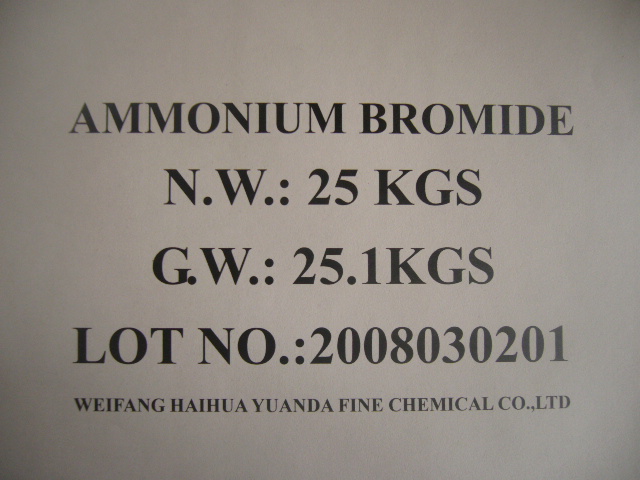 AMMONIUM BROMIDE
N.W.: 25 KGS
G.W.: 25.1KGS
LOT NO.:2008030201
WEIFANG HAIHUA YUANDA FINE CHEMICAL CO.,LTD